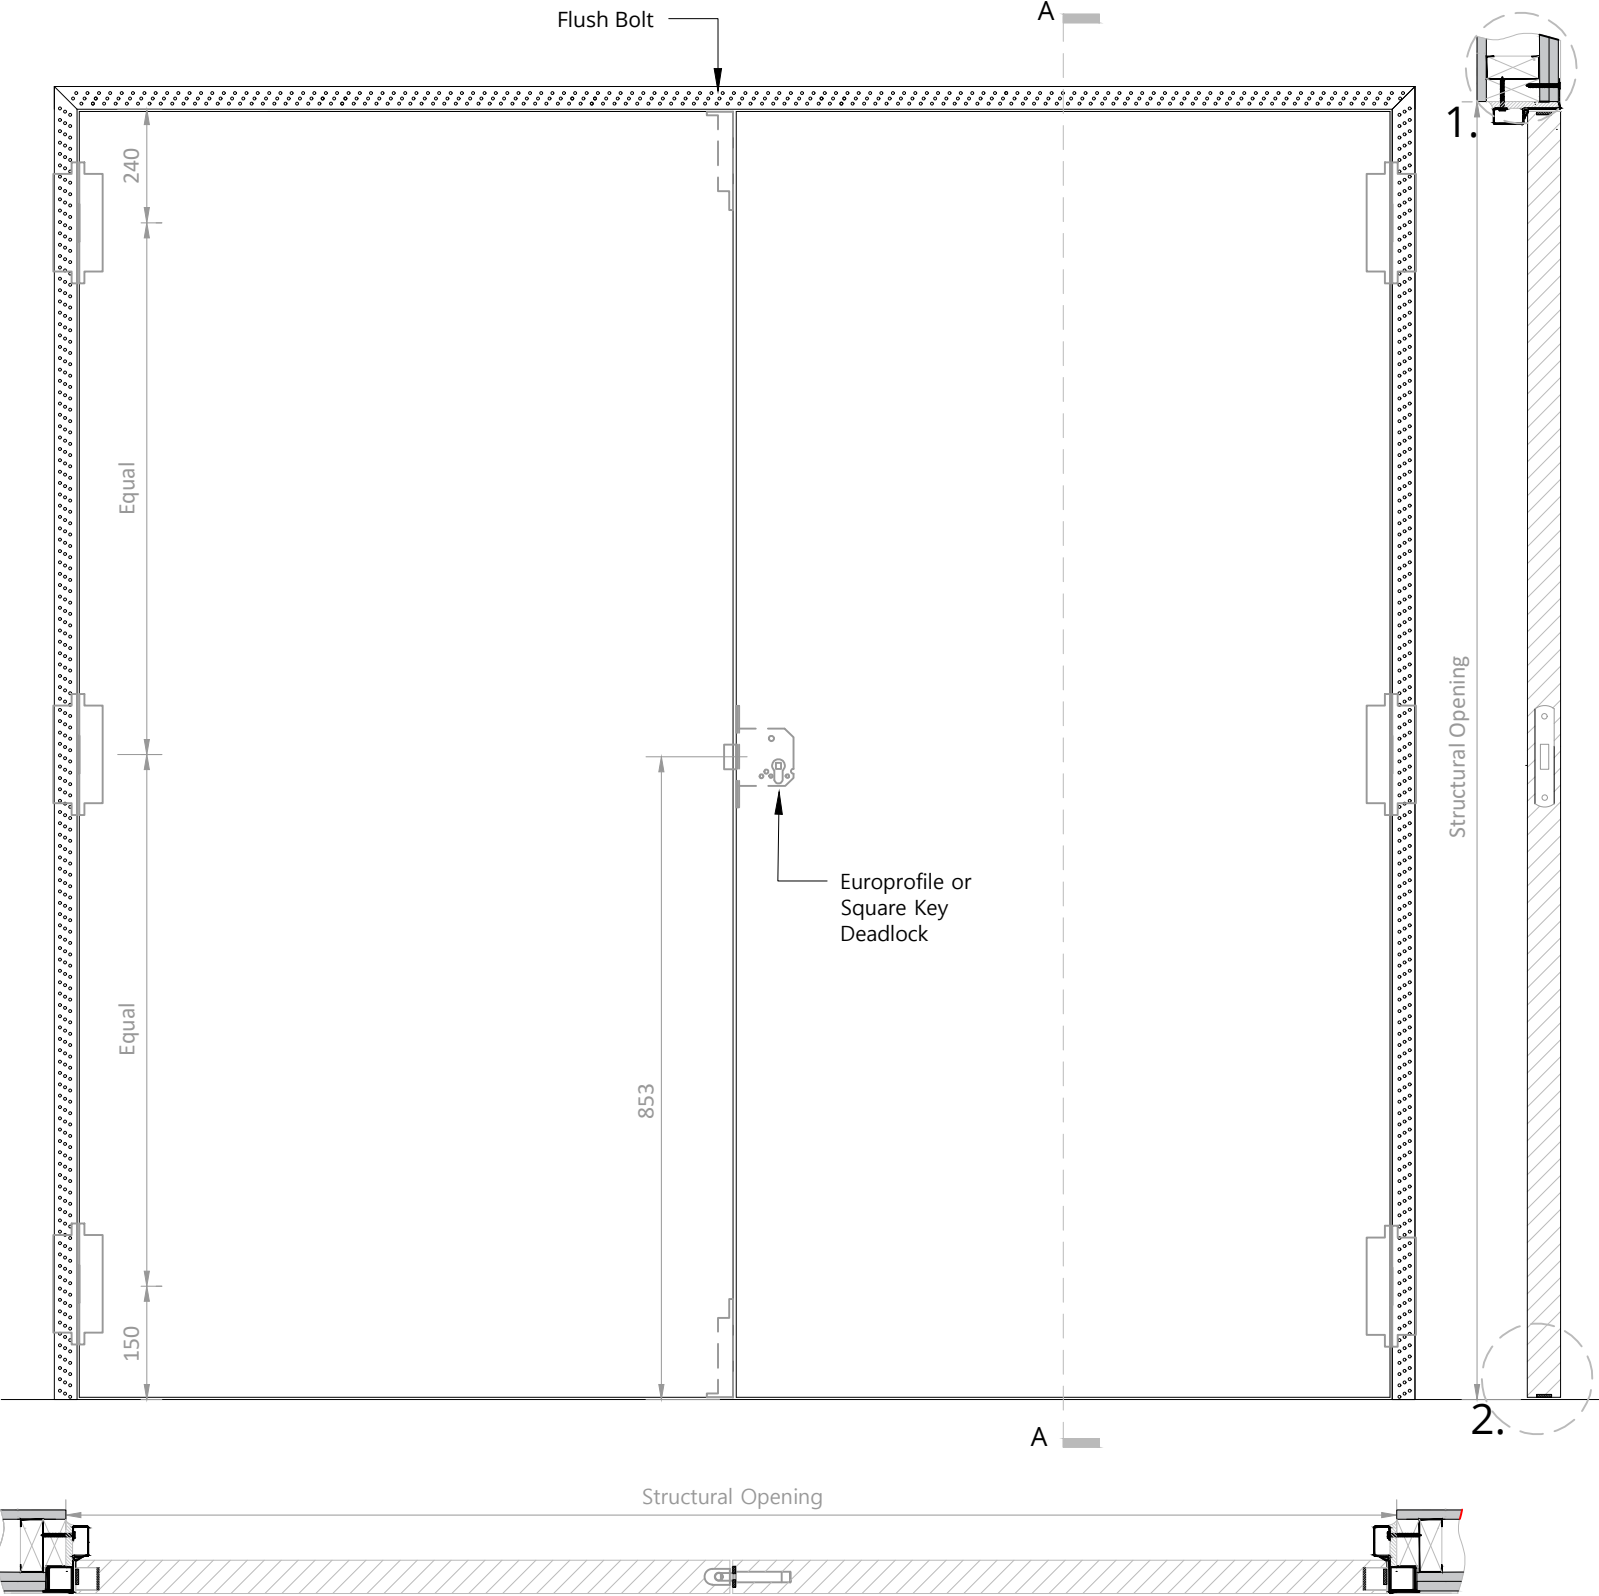 Flush Bolt
A
1.
240
Equal
Structural Opening
Europrofile or
Square Key
Deadlock
Equal
853
150
2.
A
Structural Opening